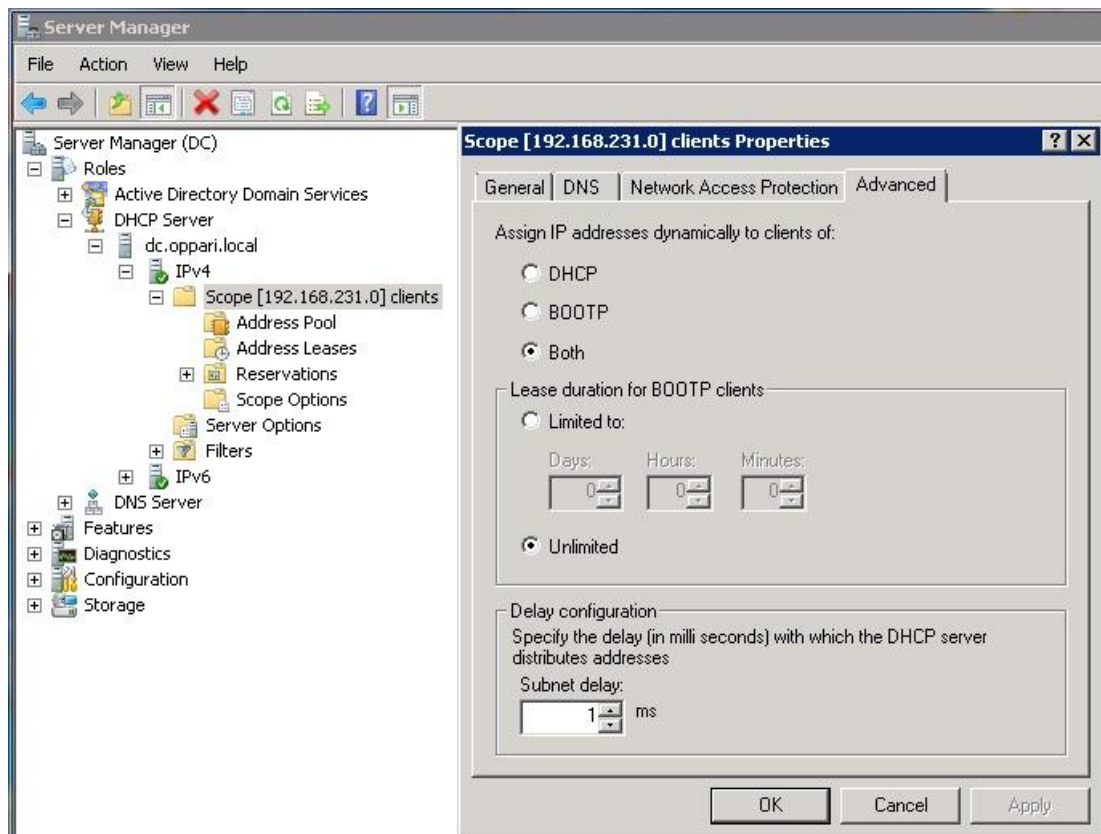 Server Manager
File Action View Help
Server Manager (DC)
Roles
Active Directory Domain Services
DHCP Server
dc.oppari.local
IPv4
Scope [192.168.231.0] clients
Address Pool
Address Leases
Reservations
Scope Options
Server Options
Filters
IPv6
DNS Server
Features
Diagnostics
Configuration
Storage
Scope [192.168.231.0] clients Properties
General DNS Network Access Protection Advanced
Assign IP addresses dynamically to clients of:
DHCP
BOOTP
Both
Lease duration for BOOTP clients
Limited to:
Days: Hours: Minutes:
0 0 0
Unlimited
Delay configuration
Specify the delay (in milli seconds) with which the DHCP server
distributes addresses
Subnet delay:
1 ms
OK Cancel Apply